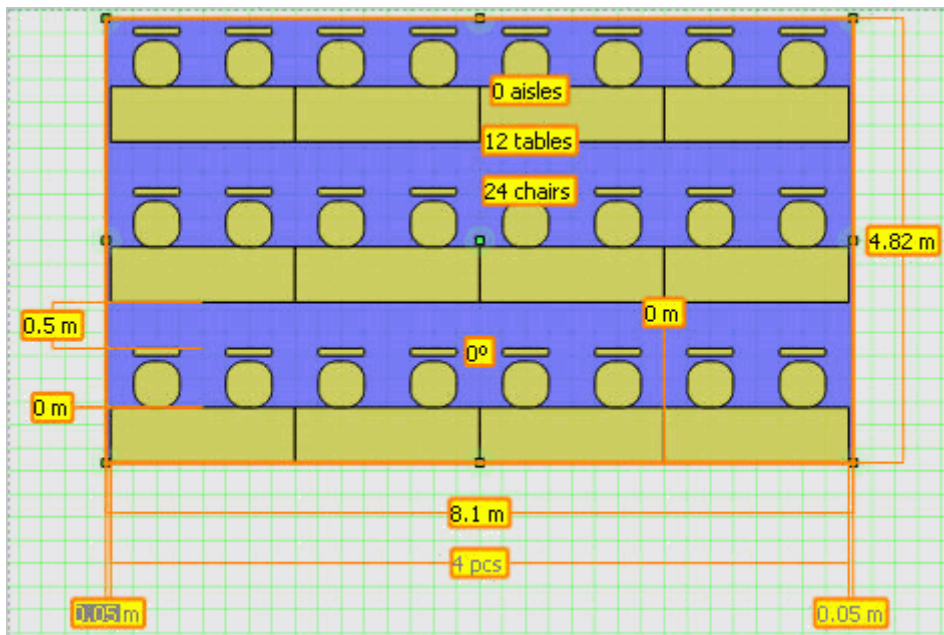 0 aisles
12 tables
24 chairs
4.82 m
0.5 m
0 m
0º
0 m
8.1 m
4 pcs
0.05 m
0.05 m